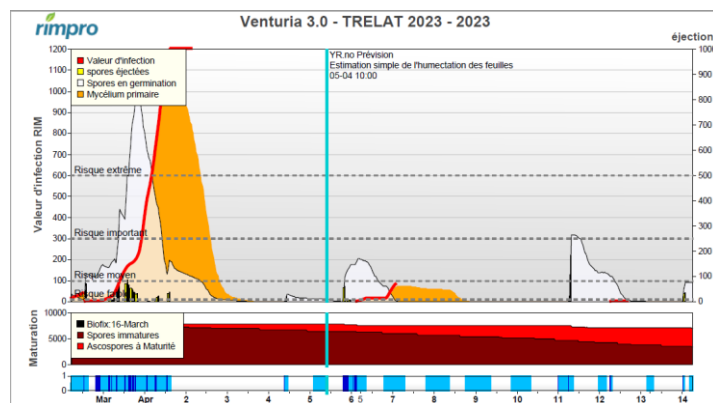 rimpro
Venturia 3.0 - TRELAT 2023 - 2023
éjection
Valeur d'infection RIM
1200
1100
1000
900
800
700
600
500
400
300
200
100
0
Valeur d'infection
spores éjectées
Spores en germination
Mycélium primaire
YR.no Prévision
Estimation simple de l'humectation des feuilles
05-04 10:00
Risque extrême
Risque important
Risque moyen
900
800
700
600
500
400
300
200
100
0
Maturation
10000
5000
0
Biofix:16-March
Spores immatures
Ascospores à Maturité
1
0
Mar
Apr
2
3
4
5
6
5
7
8
9
10
11
12
13
14